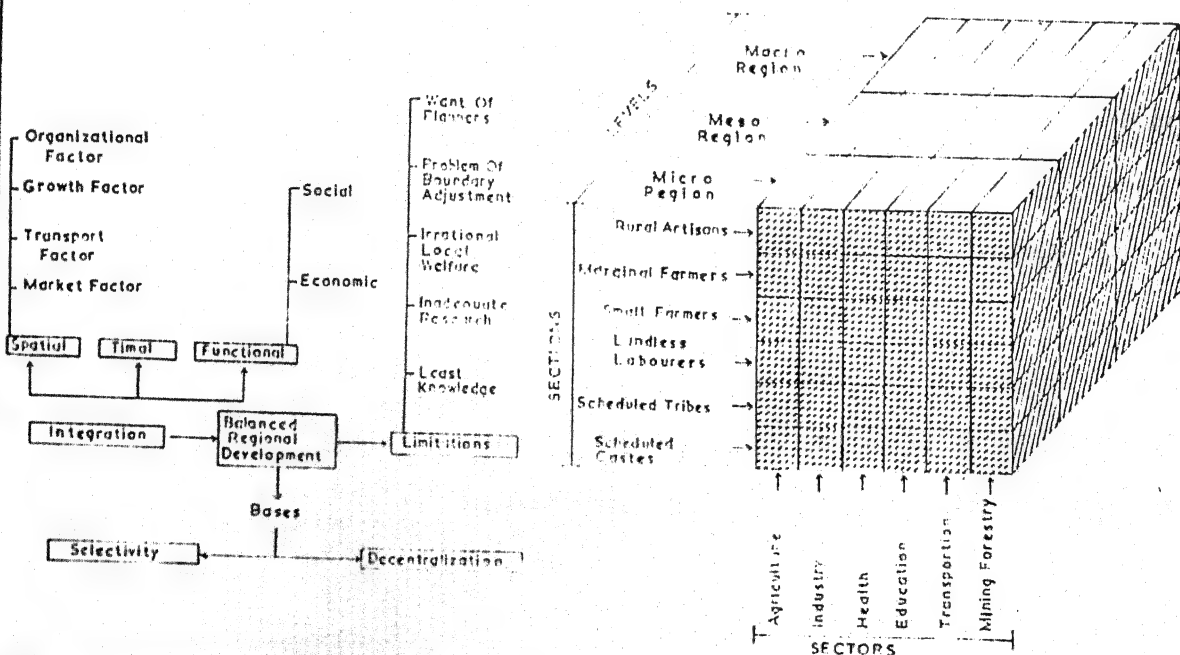 Organizational
Factor
Growth Factor
Transport
Factor
Market Factor
Spatial
Timal
Functional
Social
Economic
Want Of
Planners
Problem Of
Boundary
Adjustment
Irrational
Local
Welfare
Inadequate
Research
Least
Knowledge
Integration
Balanced
Regional
Development
Limitations
Bases
Selectivity
Decentralization
LEVELS
Macro
Region
Meso
Region
Micro
Region
SECTIONS
Rural Artisans
Marginal Farmers
Small Farmers
Landless
Labourers
Scheduled Tribes
Scheduled
Castes
Agriculture
Industry
Health
Education
Transportion
Mining Forestry
SECTORS